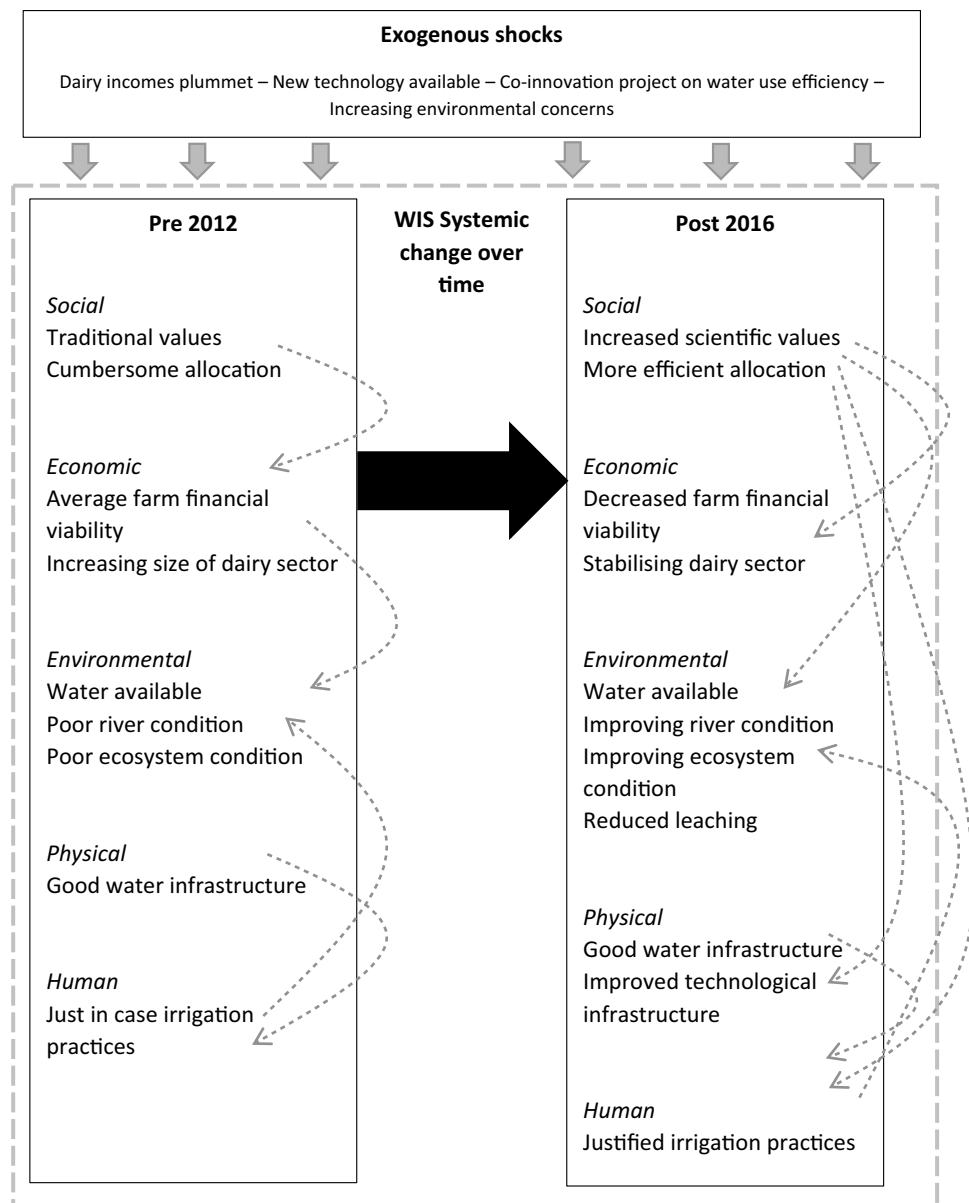 Exogenous shocks
Dairy incomes plummet – New technology available – Co-innovation project on water use efficiency –
Increasing environmental concerns
Pre 2012
Social
Traditional values
Cumbersome allocation
Economic
Average farm financial
viability
Increasing size of dairy sector
Environmental
Water available
Poor river condition
Poor ecosystem condition
Physical
Good water infrastructure
Human
Just in case irrigation
practices
WIS Systemic
change over
time
Post 2016
Social
Increased scientific values
More efficient allocation
Economic
Decreased farm financial
viability
Stabilising dairy sector
Environmental
Water available
Improving river condition
Improving ecosystem
condition
Reduced leaching
Physical
Good water infrastructure
Improved technological
infrastructure
Human
Justified irrigation practices